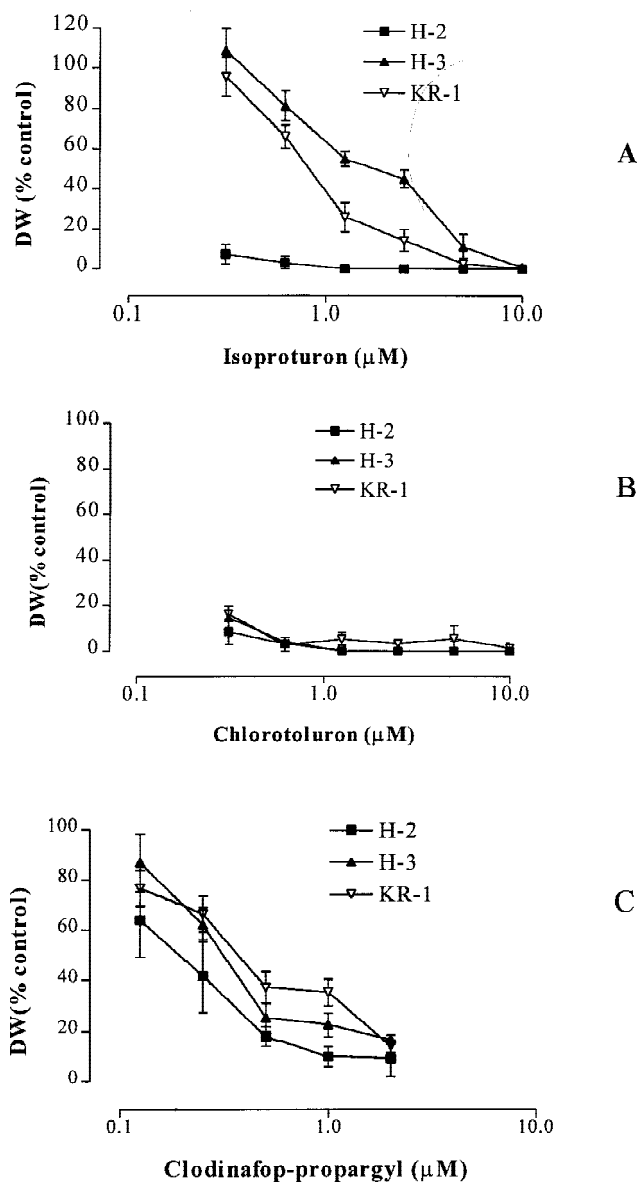 120
100
80
60
40
20
0
DW (% control)
H-2
H-3
KR-1
A
0.1
1.0
10.0
Isoproturon (μM)
100
80
60
40
20
0
DW(% control)
H-2
H-3
KR-1
B
0.1
1.0
10.0
Chlorotoluron (μM)
100
80
60
40
20
0
DW(% control)
H-2
H-3
KR-1
C
0.1
1.0
10.0
Clodinafop-propargyl (μM)